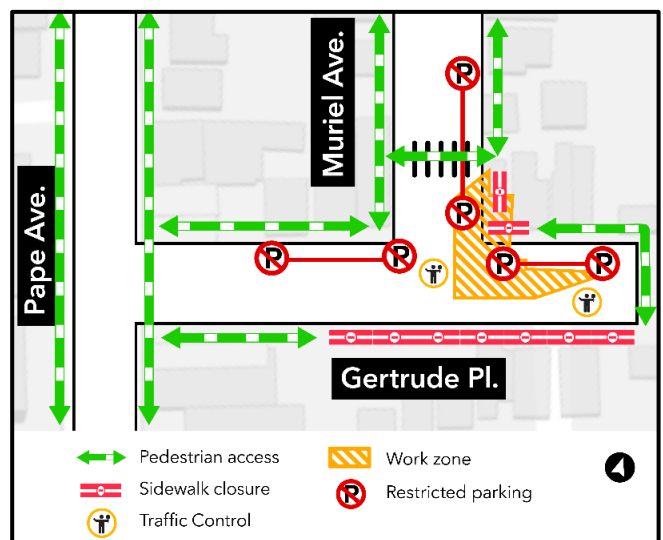 Muriel Ave.
Pape Ave.
P
P
P
P
P
P
Gertrude Pl.
Pedestrian access
Work zone
Sidewalk closure
P
Restricted parking
Traffic Control